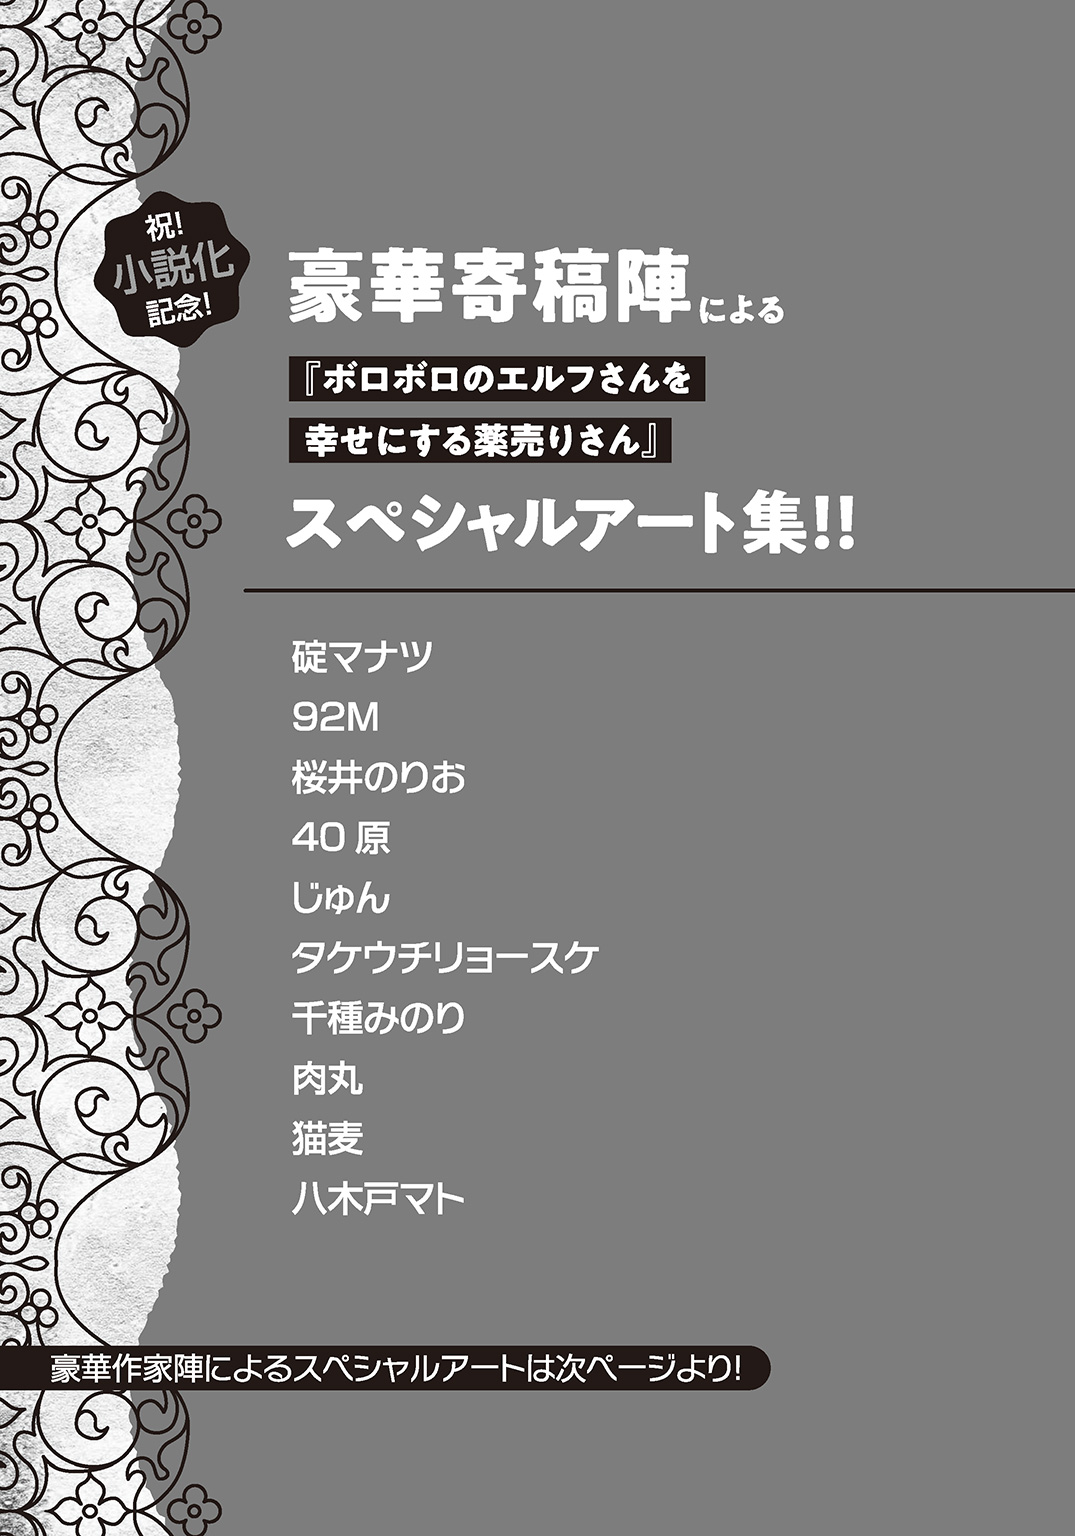 祝!
小説化
記念!
豪華寄稿陣による
『ボロボロのエルフさんを
幸せにする薬売りさん』
スペシャルアート集!!
碇マナツ
92M
桜井のりお
40原
じゅん
タケウチリョースケ
千種みのり
肉丸
猫麦
八木戸マト
豪華作家陣によるスペシャルアートは次ページより!